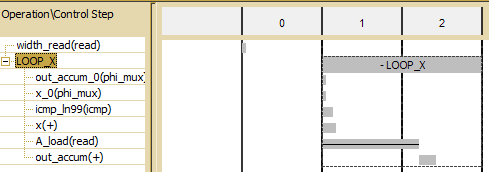 Operation\Control Step
0 1 2
width_read(read)
LOOP_X
- LOOP_X
out_accum_0(phi_mux)
x_0(phi_mux)
icmp_ln99(icmp)
x(+)
A_load(read)
out_accum(+)